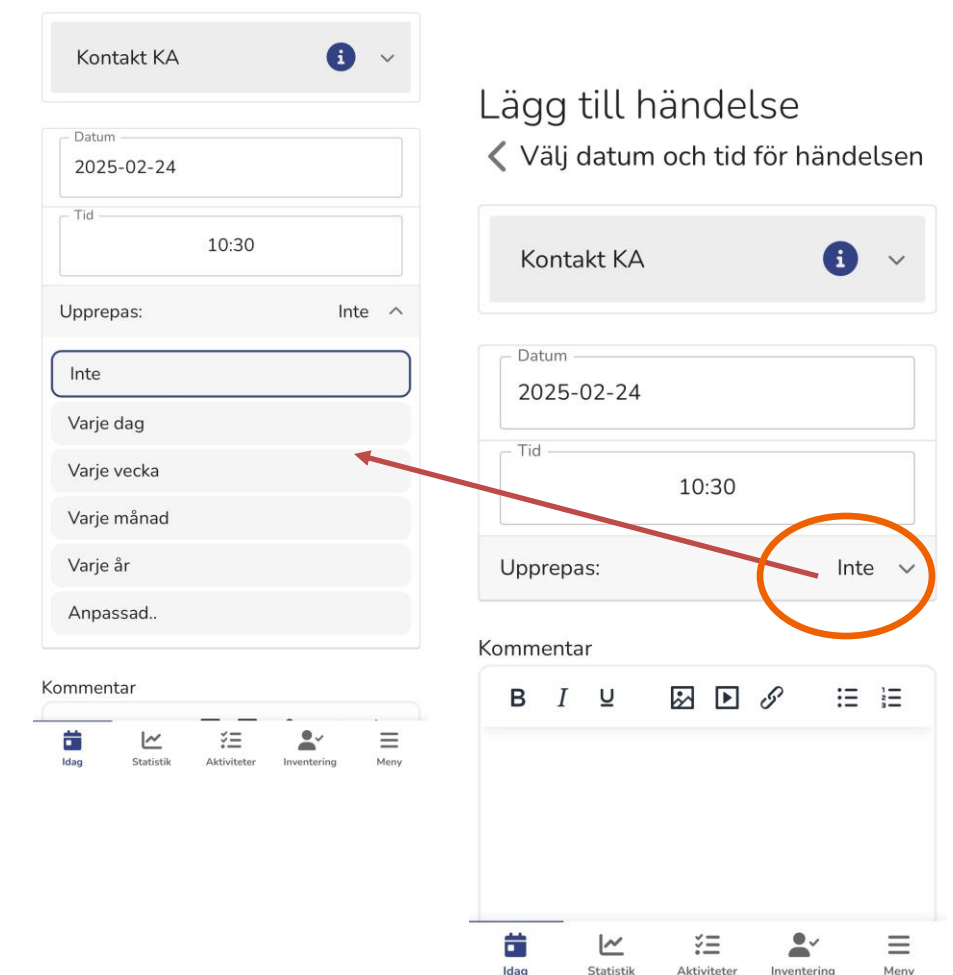 Kontakt KA
Datum
2025-02-24
Tid
10:30
Upprepas: Inte
Inte
Varje dag
Varje vecka
Varje månad
Varje år
Anpassad..
Kommentar
Idag Statistik Aktiviteter Inventering Meny
Lägg till händelse
Välj datum och tid för händelsen
Kontakt KA
Datum
2025-02-24
Tid
10:30
Upprepas: Inte
Kommentar
B I U
Idag Statistik Aktiviteter Inventering Meny